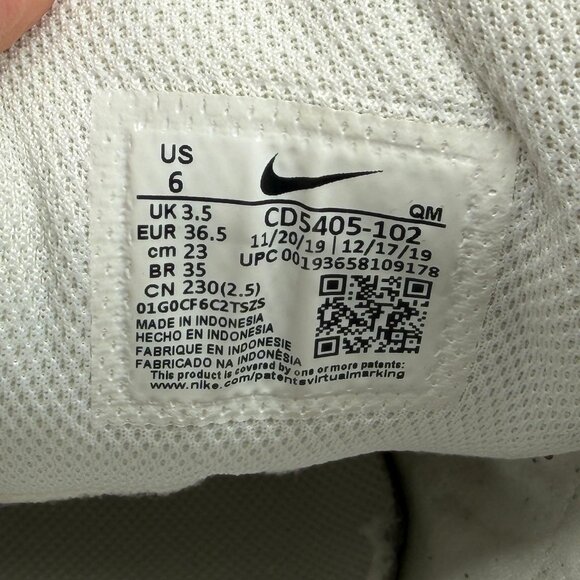 US
6
UK 3.5
EUR 36.5
cm 23
BR 35
CN 230(2.5)
01G0CF6C2TSZS
QM
CD5405-102
11/20/19 | 12/17/19
UPC 00193658109178
MADE IN INDONESIA
HECHO EN INDONESIA
FABRIQUE EN INDONESIE
FABRICADO NA INDONÉSIA
This product is covered by one or more patents:
www.nike.com/patentsvirtualmarking